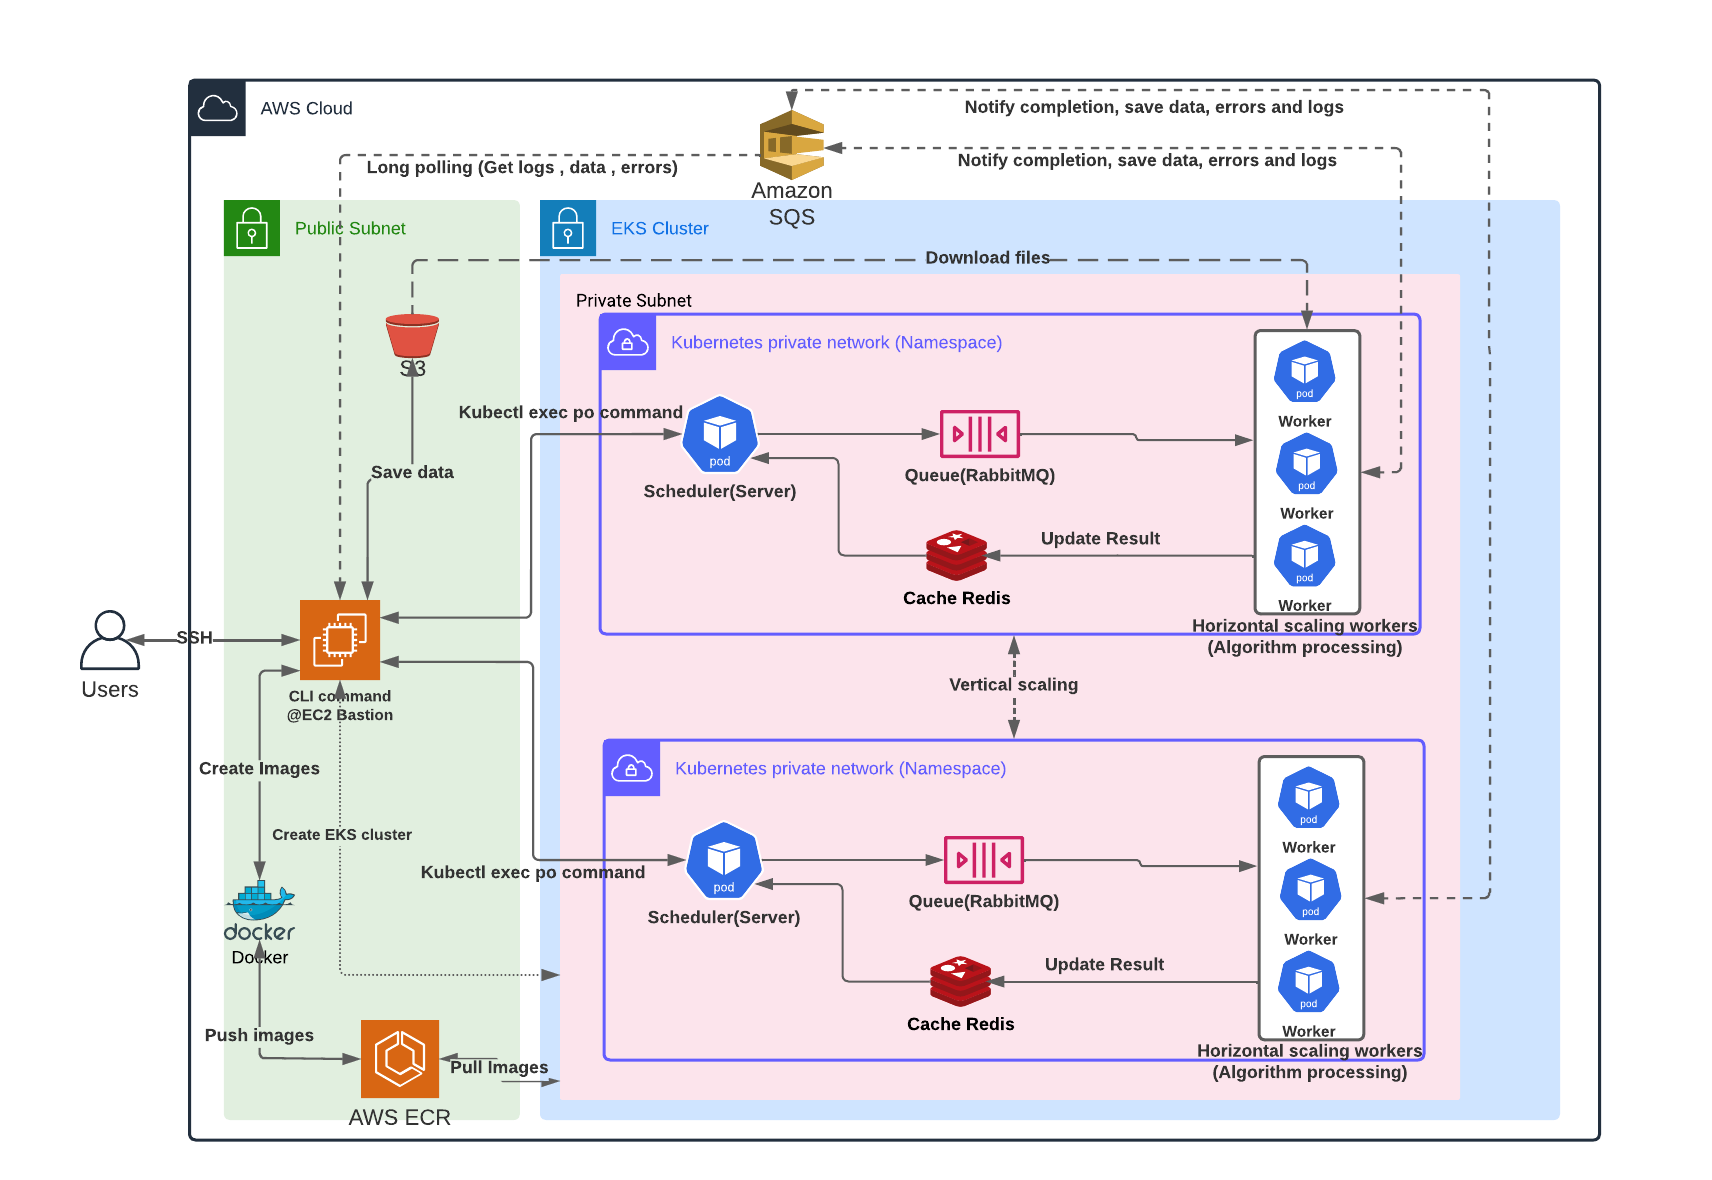 AWS Cloud
Notify completion, save data, errors and logs
Notify completion, save data, errors and logs
Long polling (Get logs , data , errors)
Amazon
SQS
Public Subnet
EKS Cluster
Download files
Private Subnet
Kubernetes private network (Namespace)
S3
pod
Worker
Kubectl exec po command
pod
Scheduler(Server)
Queue(RabbitMQ)
pod
Worker
Save data
Update Result
pod
Worker
Cache Redis
Horizontal scaling workers
(Algorithm processing)
SSH
Users
CLI command
@EC2 Bastion
Vertical scaling
Create Images
Kubernetes private network (Namespace)
pod
Worker
Create EKS cluster
Kubectl exec po command
pod
Scheduler(Server)
Queue(RabbitMQ)
pod
Worker
docker
Docker
Update Result
pod
Worker
Cache Redis
Push images
Pull Images
Horizontal scaling workers
(Algorithm processing)
AWS ECR